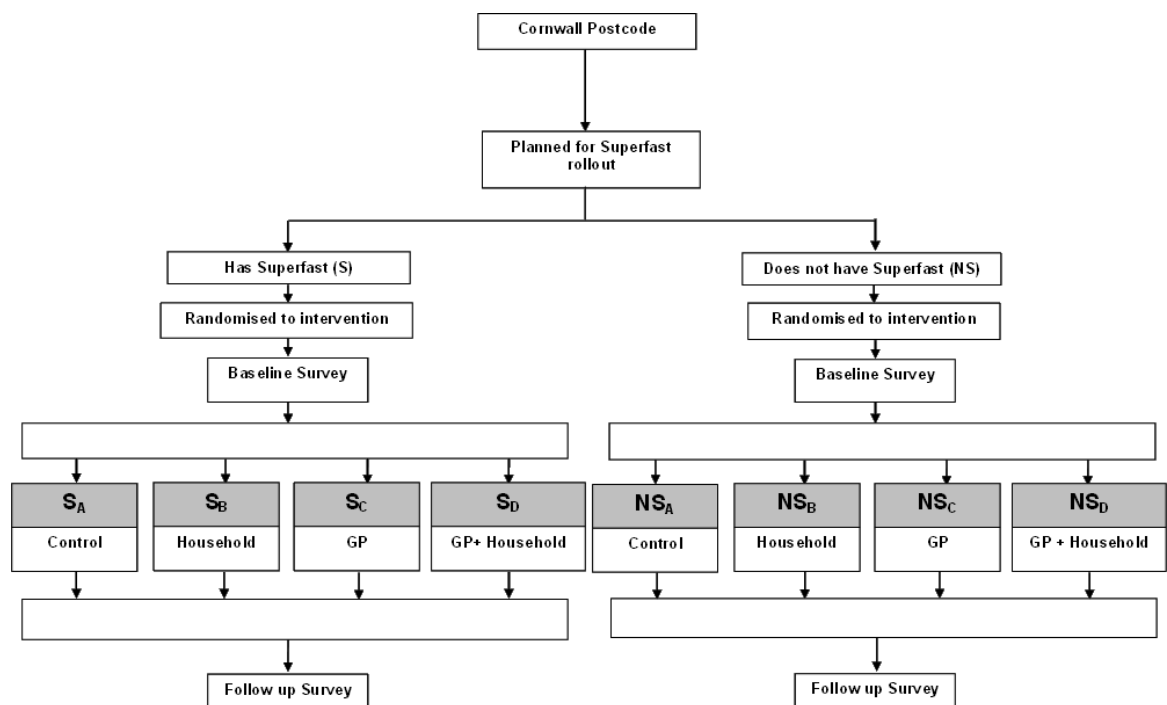 Cornwall Postcode
Planned for Superfast
rollout
Has Superfast (S)
Does not have Superfast (NS)
Randomised to intervention
Randomised to intervention
Baseline Survey
Baseline Survey
SA
SB
SC
SD
NSA
NSB
NSC
NSD
Control
Household
GP
GP+ Household
Control
Household
GP
GP + Household
Follow up Survey
Follow up Survey